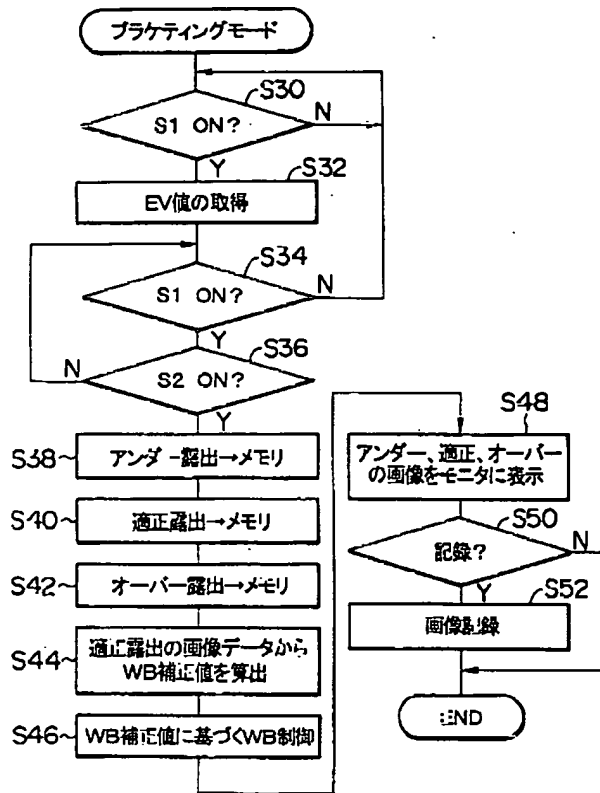 ブラケティングモード
S30
S1 ON?
N
Y
S32
EV値の取得
S34
S1 ON?
N
Y
S36
S2 ON?
N
Y
S38
アンダー露出→メモリ
S40
適正露出→メモリ
S42
オーバー露出→メモリ
S44
適正露出の画像データから
WB補正値を算出
S46
WB補正値に基づくWB制御
S48
アンダー、適正、オーバー
の画像をモニタに表示
S50
記録?
N
Y
S52
画像記録
END